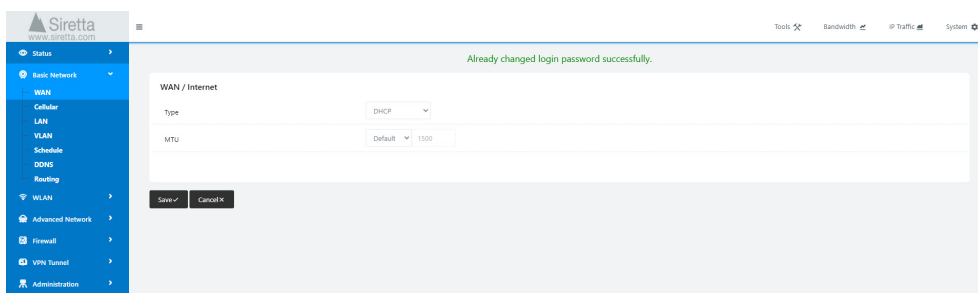 Siretta
www.siretta.com
Tools
Bandwidth
IP Traffic
System
Status
Basic Network
WAN
Cellular
LAN
VLAN
Schedule
DDNS
Routing
WLAN
Advanced Network
Firewall
VPN Tunnel
Administration
Already changed login password successfully.
WAN / Internet
Type DHCP
MTU Default 1500
Save Cancel